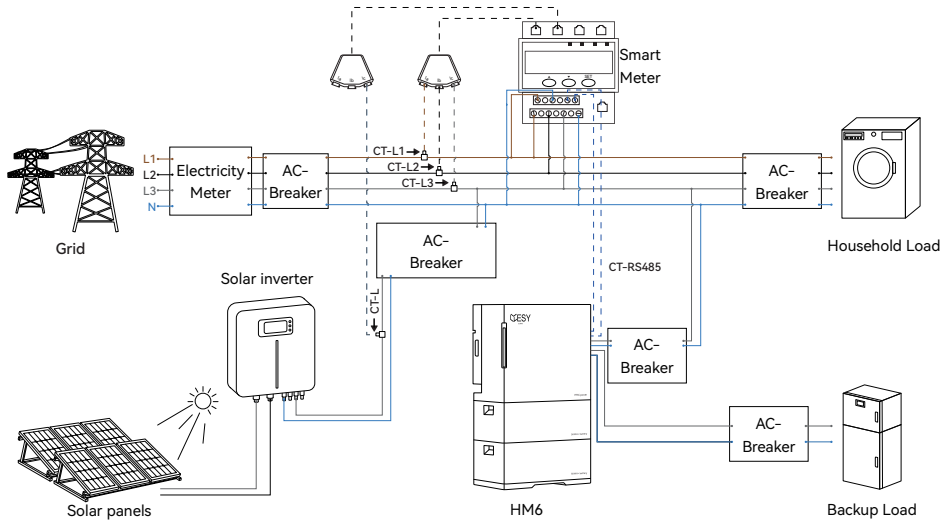 Smart
Meter
SET
CT-L1
CT-L2
CT-L3
L1
L2
L3
N
Electricity
Meter
AC-
Breaker
AC-
Breaker
Grid
Household Load
AC-
Breaker
CT-RS485
Solar inverter
CT-L
AC-
Breaker
AC-
Breaker
Solar panels
HM6
Backup Load